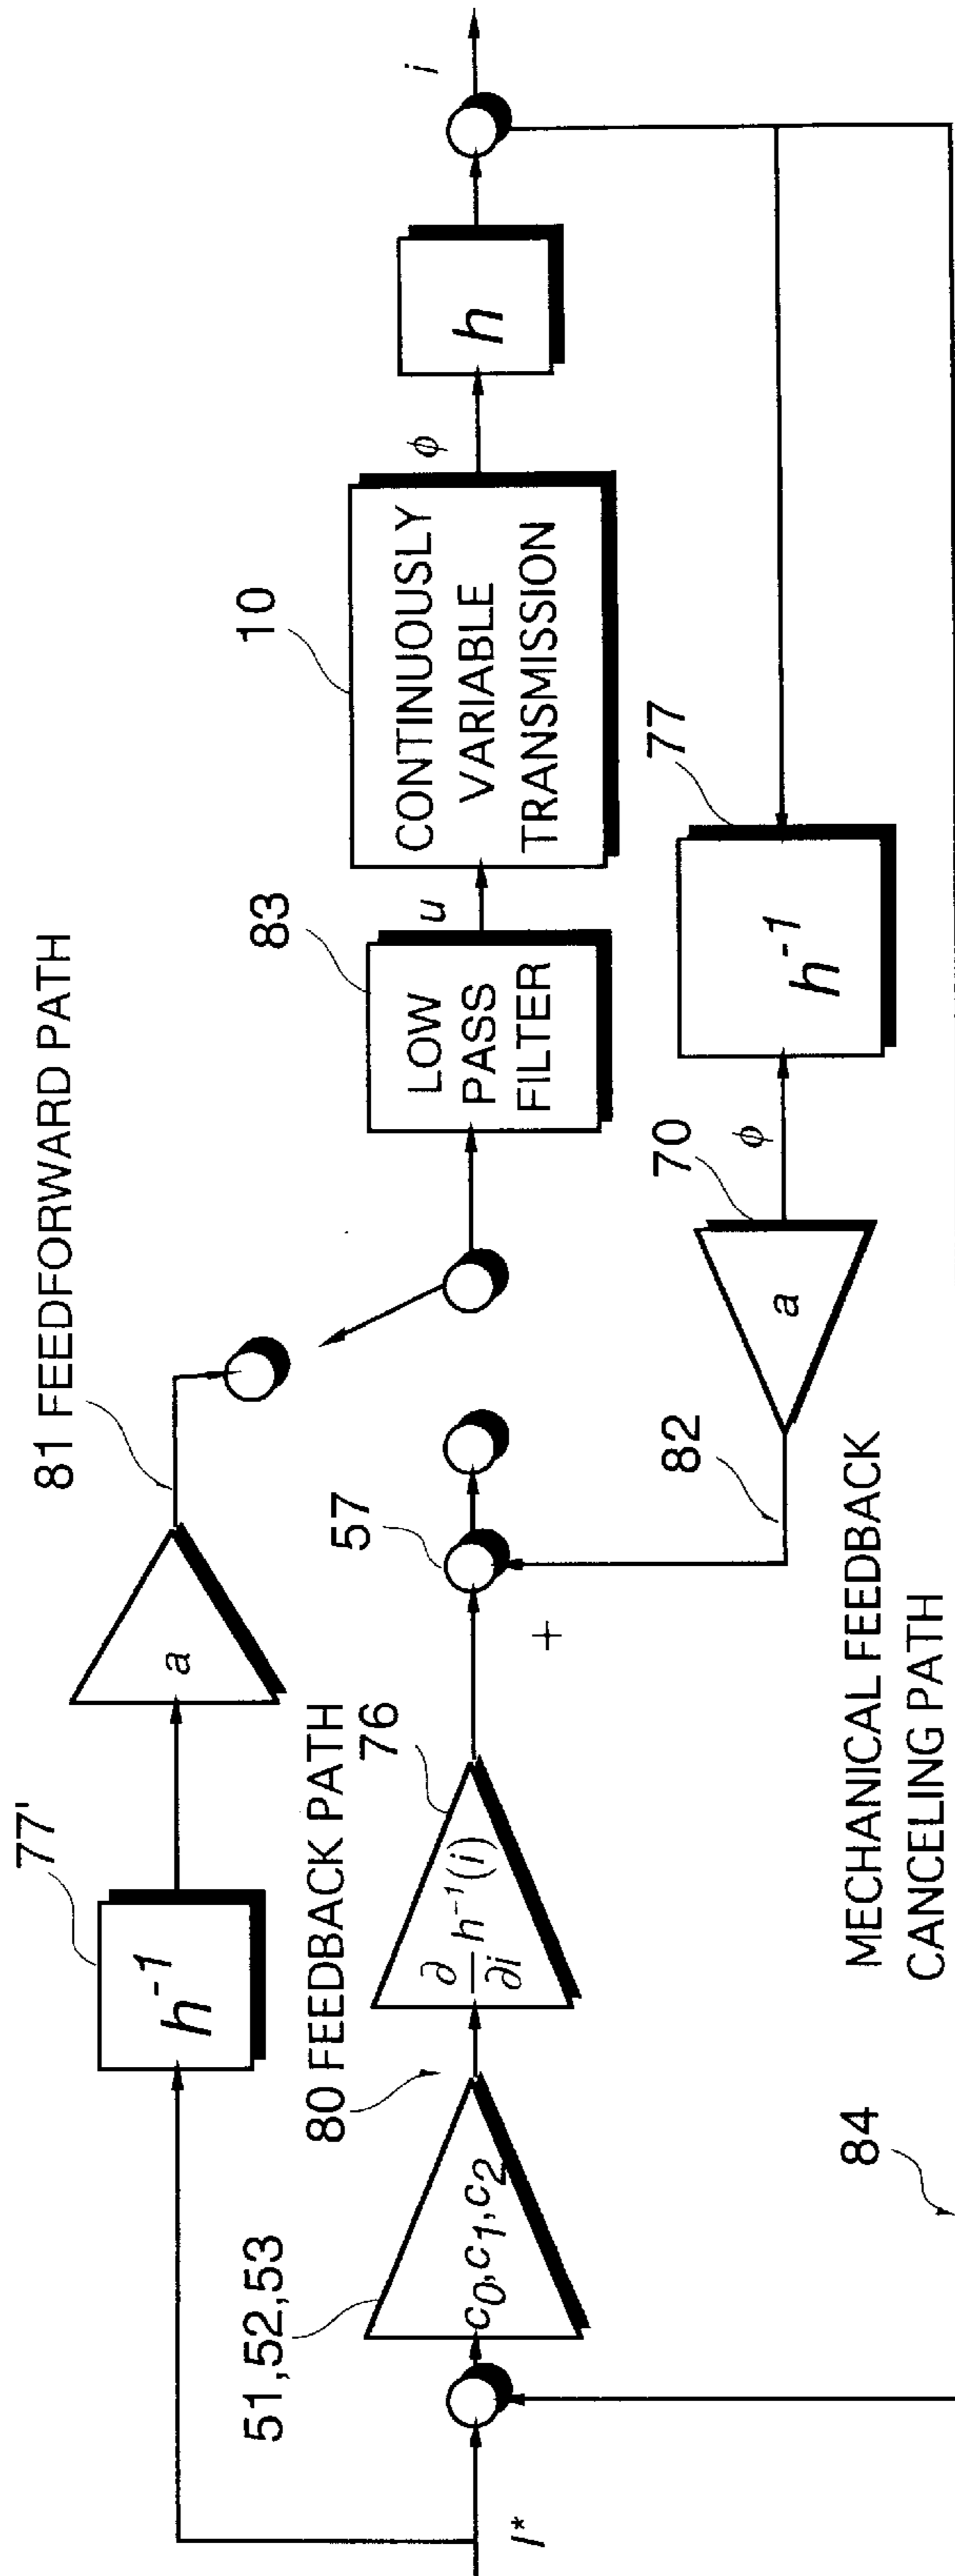 i*
77'
h⁻¹
a
81 FEEDFORWARD PATH
51,52,53
c₀,c₁,c₂
80 FEEDBACK PATH
76
∂/∂i h⁻¹(i)
+
57
83
LOW
PASS
FILTER
u
10
CONTINUOUSLY
VARIABLE
TRANSMISSION
ϕ
h
i
84
MECHANICAL FEEDBACK
CANCELING PATH
82
70
a
ϕ
77
h⁻¹